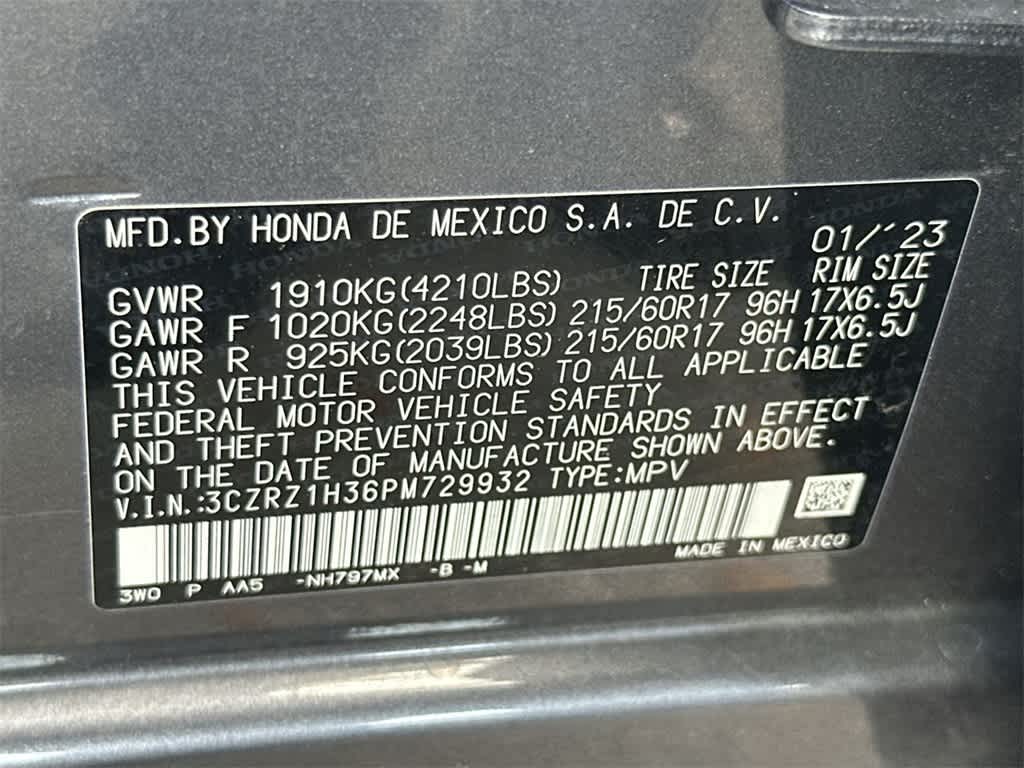 MFD.BY HONDA DE MEXICO S.A. DE C.V.
01/'23
GVWR 1910KG(4210LBS) TIRE SIZE RIM SIZE
GAWR F 1020KG(2248LBS) 215/60R17 96H 17X6.5J
GAWR R 925KG(2039LBS) 215/60R17 96H 17X6.5J
THIS VEHICLE CONFORMS TO ALL APPLICABLE
FEDERAL MOTOR VEHICLE SAFETY
AND THEFT PREVENTION STANDARDS IN EFFECT
ON THE DATE OF MANUFACTURE SHOWN ABOVE.
V.I.N.:3CZRZ1H36PM729932 TYPE:MPV
MADE IN MEXICO
3W0 P AA5 -NH797MX -B -M